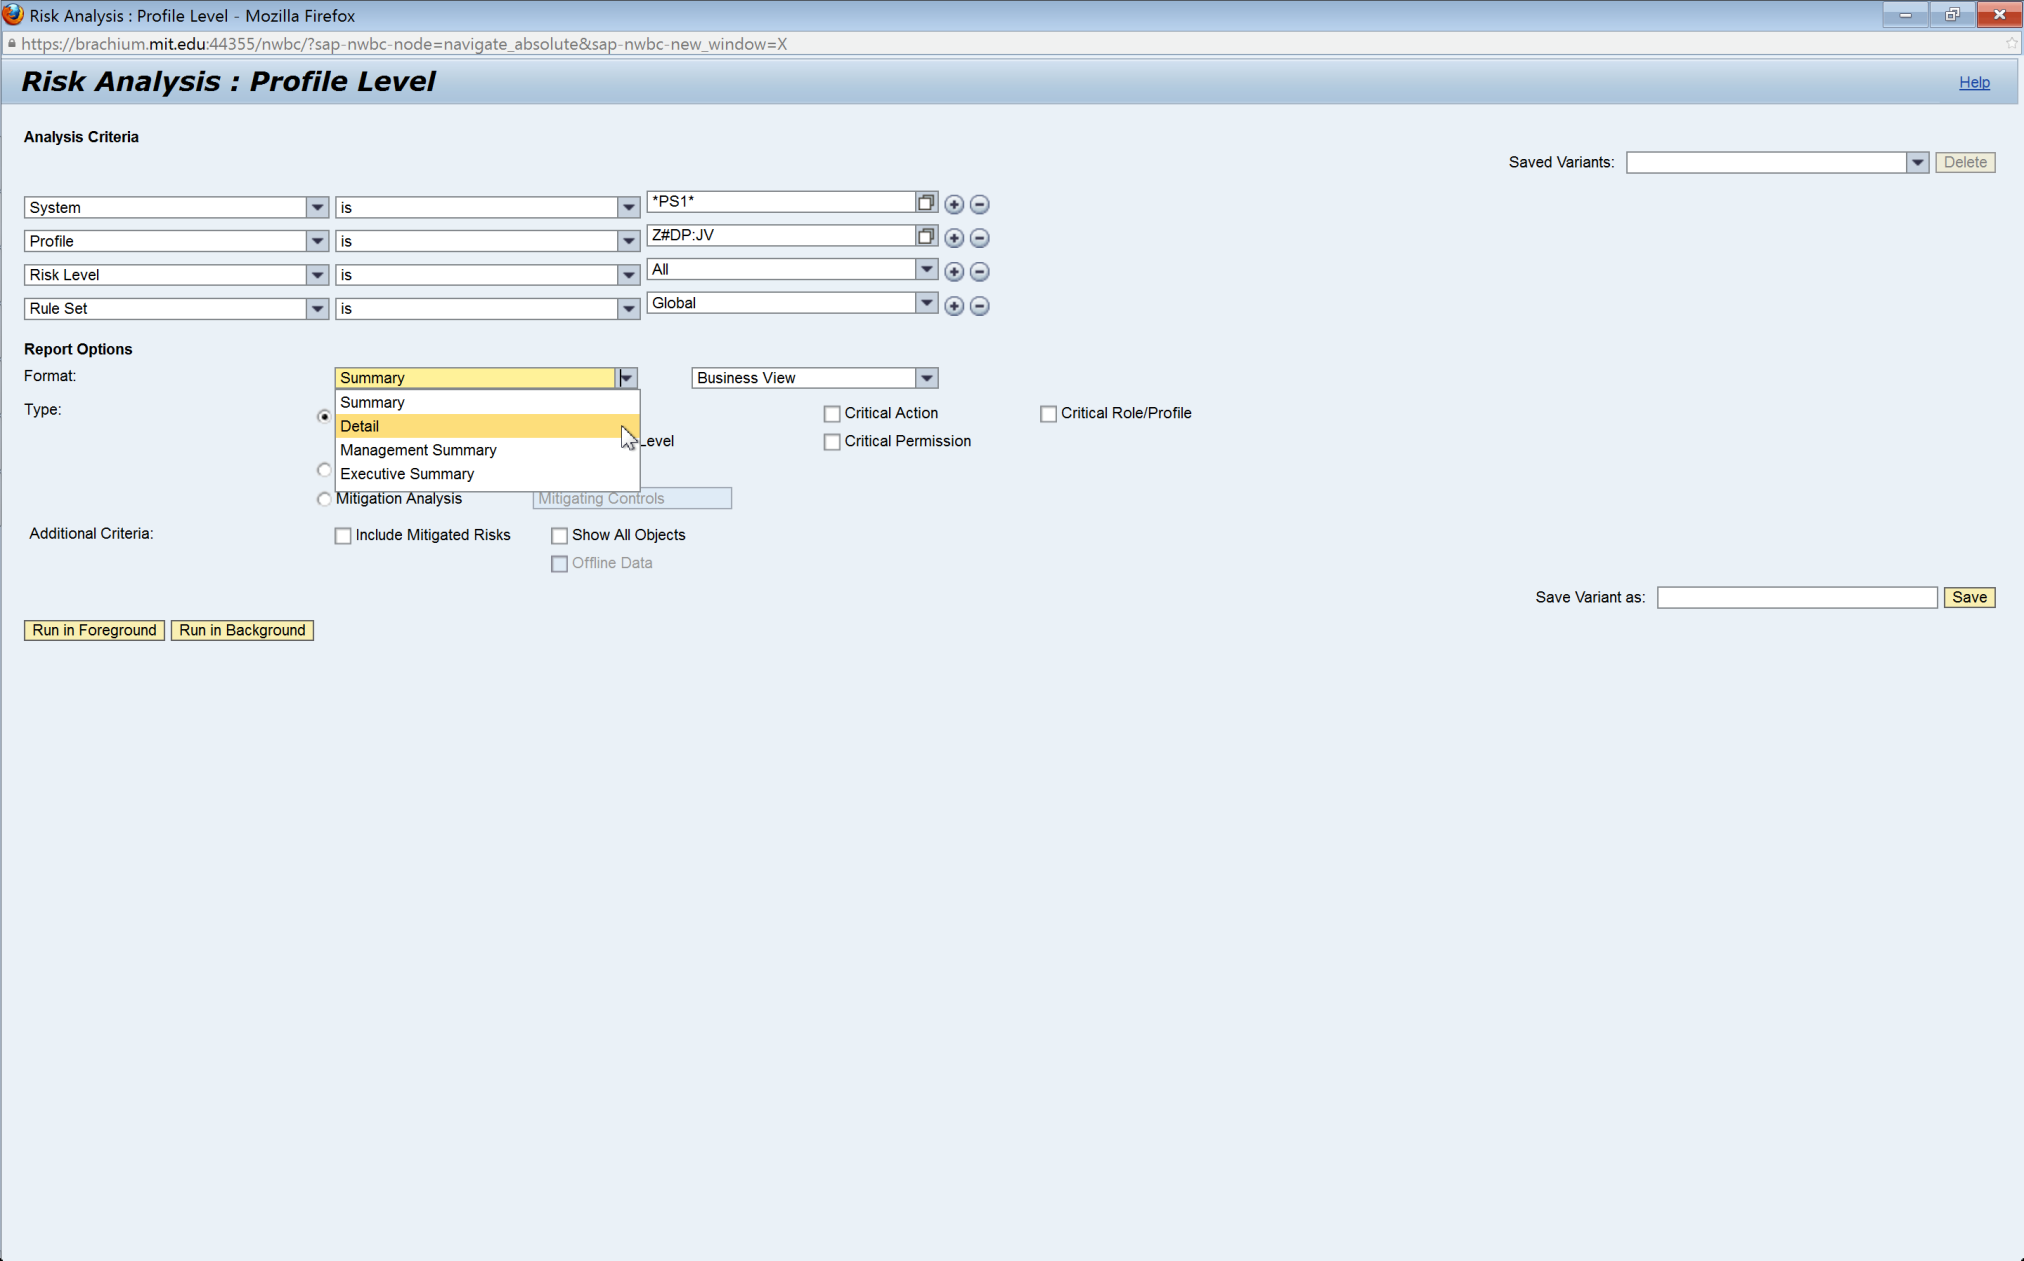 Risk Analysis : Profile Level - Mozilla Firefox
https://brachium.mit.edu:44355/nwbc/?sap-nwbc-node=navigate_absolute&sap-nwbc-new_window=X
Risk Analysis : Profile Level
Help
Analysis Criteria
Saved Variants:
Delete
System is *PS1*
Profile is Z#DP:JV
Risk Level is All
Rule Set is Global
Report Options
Format: Summary Business View
Summary
Type:
Detail
Critical Action Critical Role/Profile
Level Critical Permission
Management Summary
Executive Summary
Mitigation Analysis Mitigating Controls
Additional Criteria: Include Mitigated Risks Show All Objects
Offline Data
Save Variant as: Save
Run in Foreground Run in Background